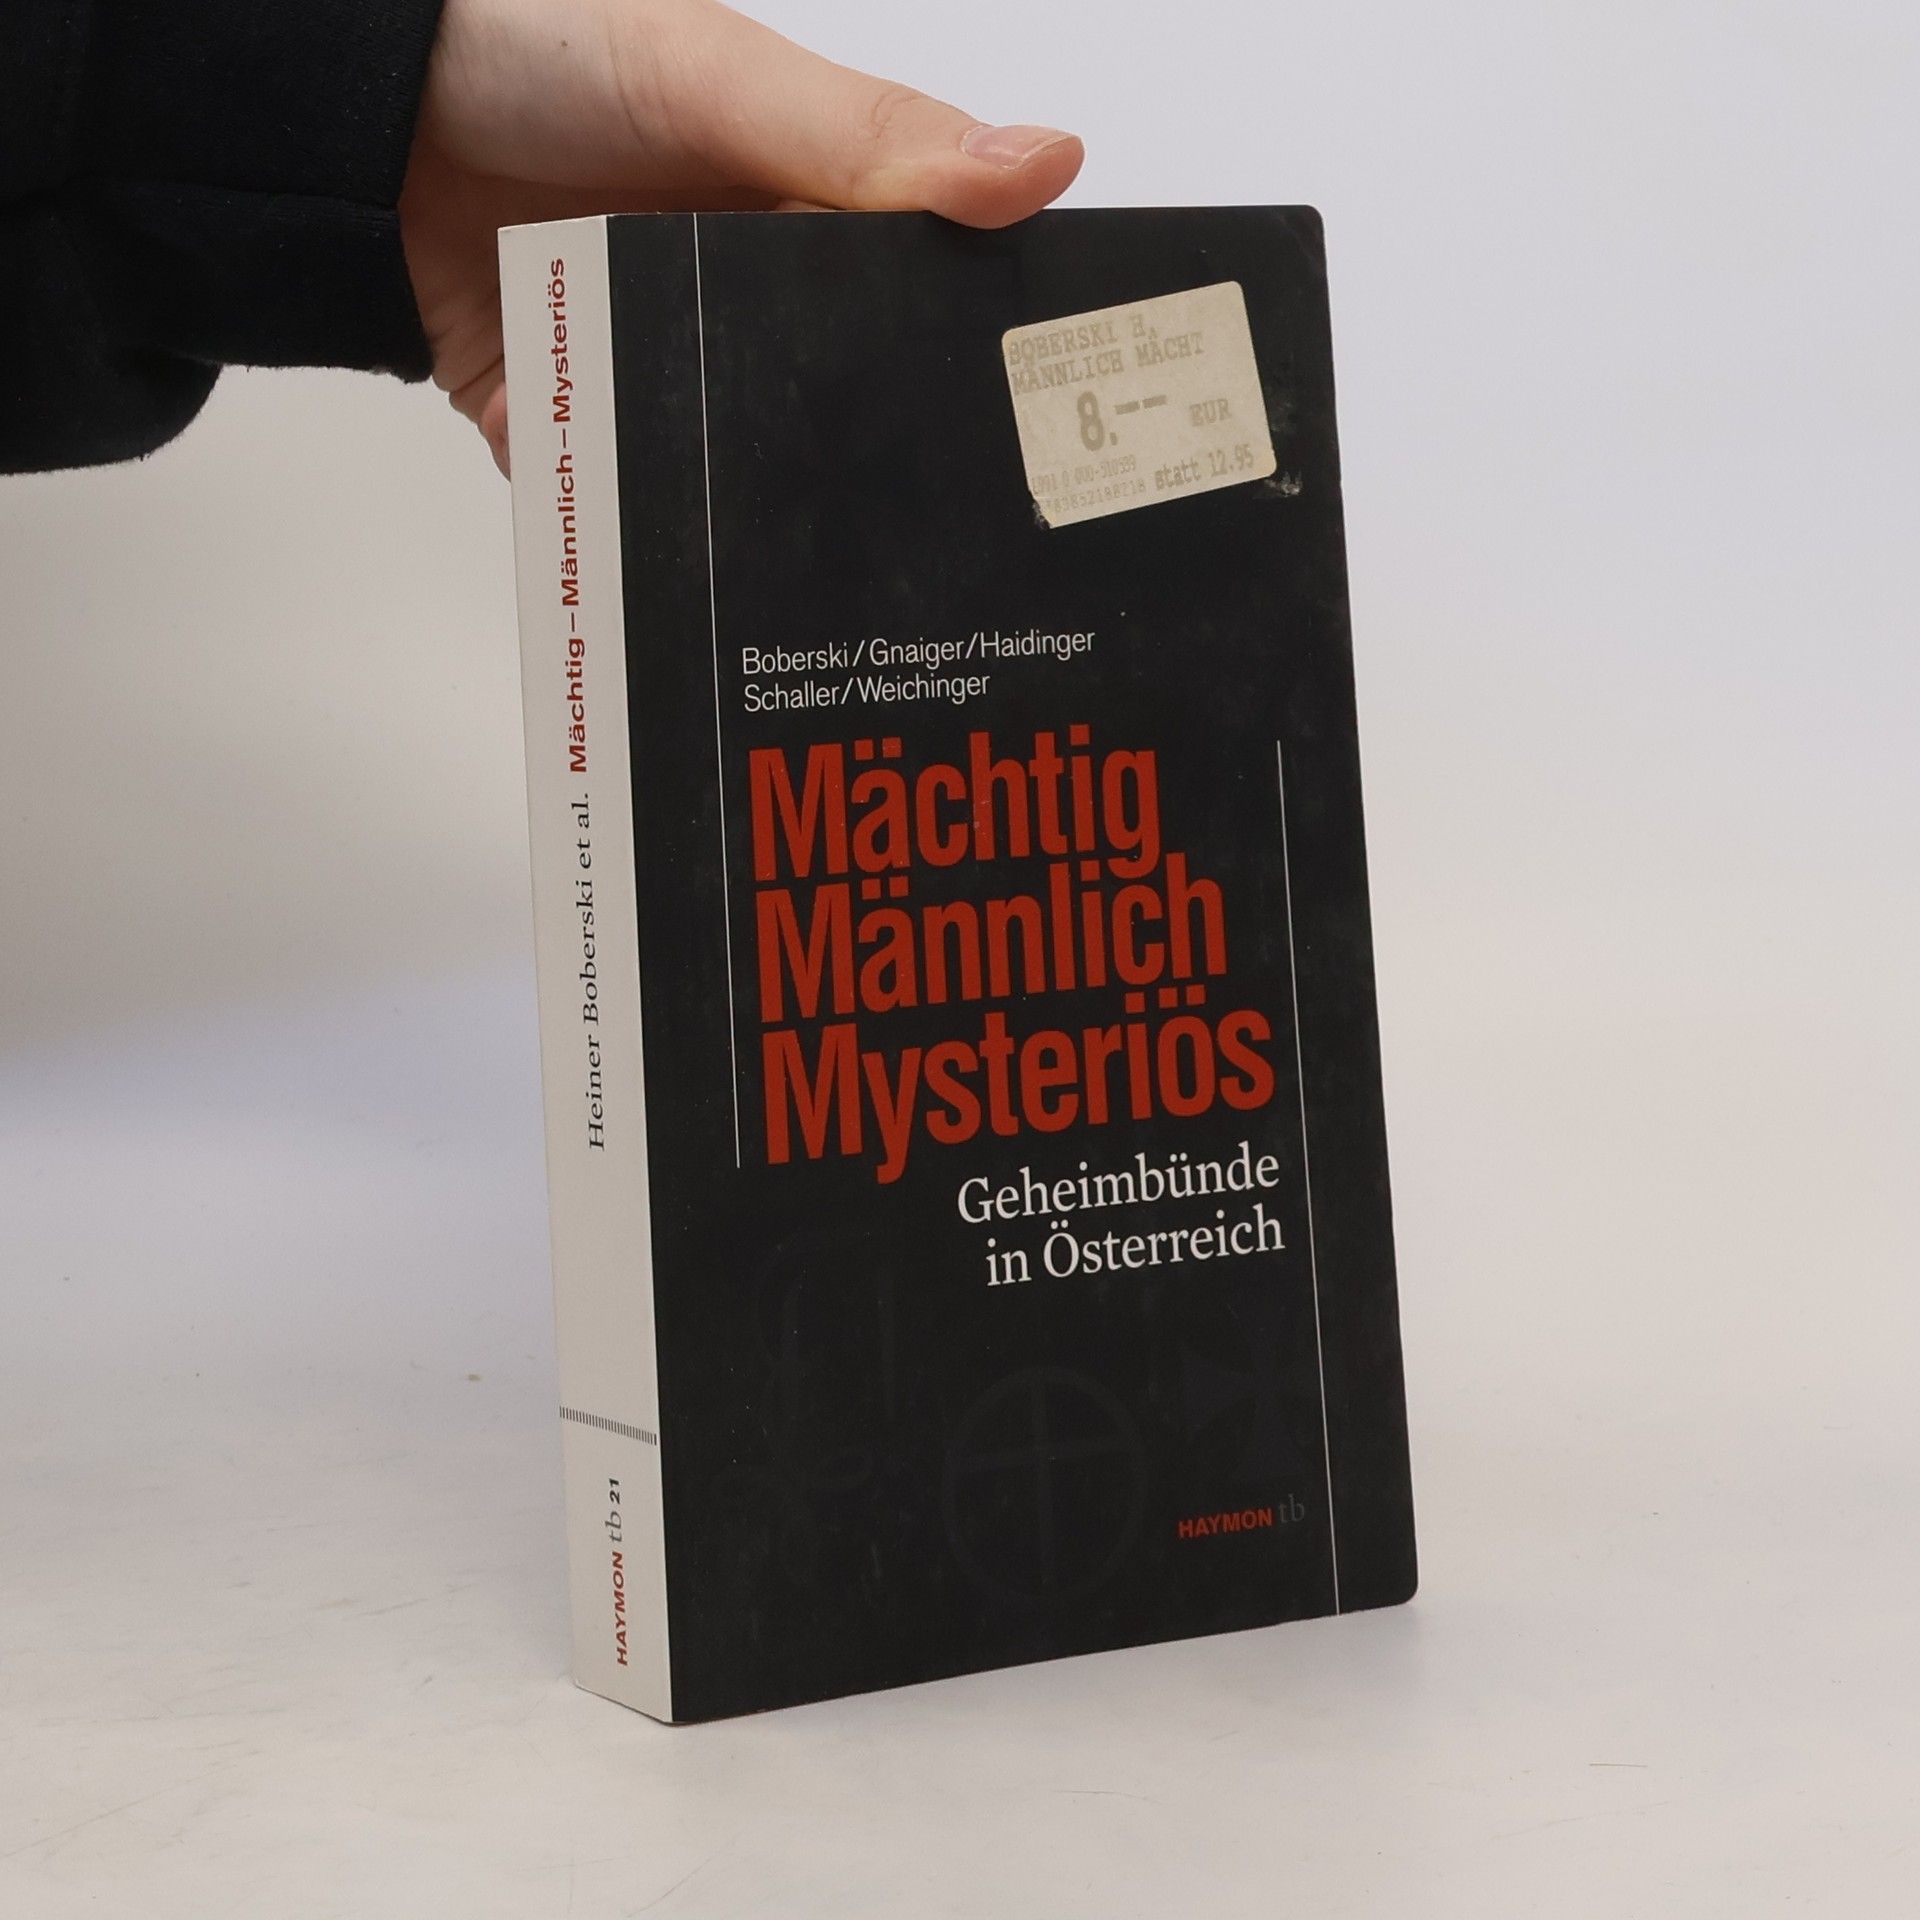 Heiner Boberski et al. Mächtig – Männlich – Mysteriös
HAYMON tb 21
BOBERSKI H.
MÄNNLICH MÄCHT
8.-- EUR
statt 12.95
Boberski/Gnaiger/Haidinger
Schaller/Weichinger
Mächtig
Männlich
Mysteriös
Geheimbünde
in Österreich
HAYMON tb